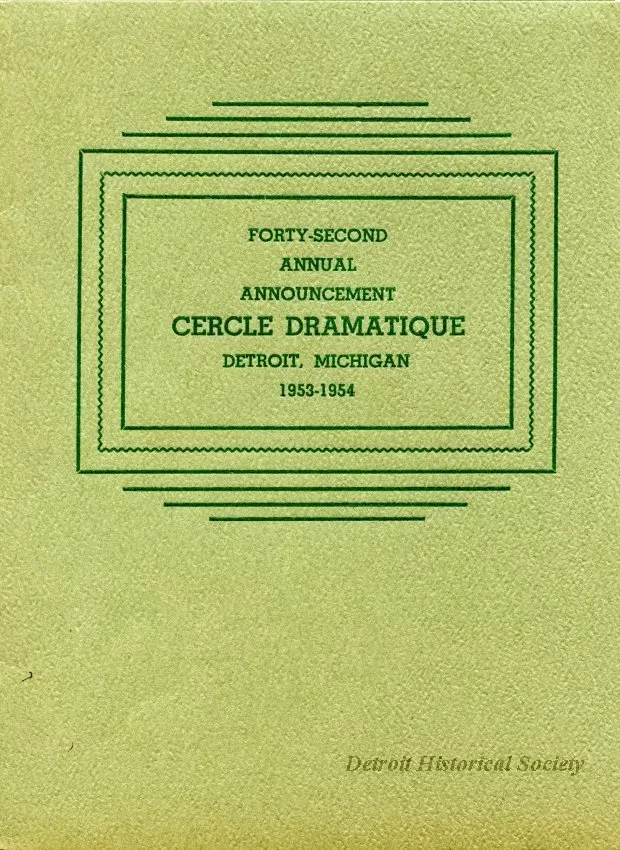 FORTY-SECOND
ANNUAL
ANNOUNCEMENT
CERCLE DRAMATIQUE
DETROIT, MICHIGAN
1953-1954
Detroit Historical Society